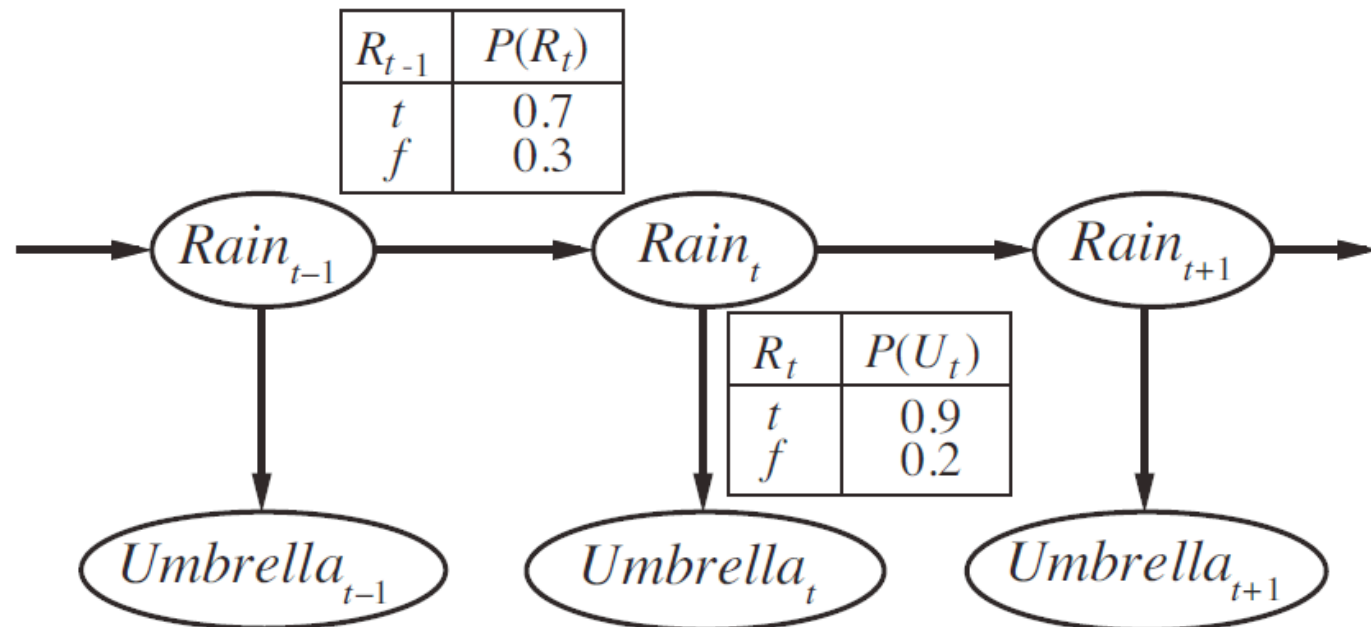 R_{t-1} P(R_t)
t 0.7
f 0.3
Rain_{t-1} Rain_t Rain_{t+1}
R_t P(U_t)
t 0.9
f 0.2
Umbrella_{t-1} Umbrella_t Umbrella_{t+1}